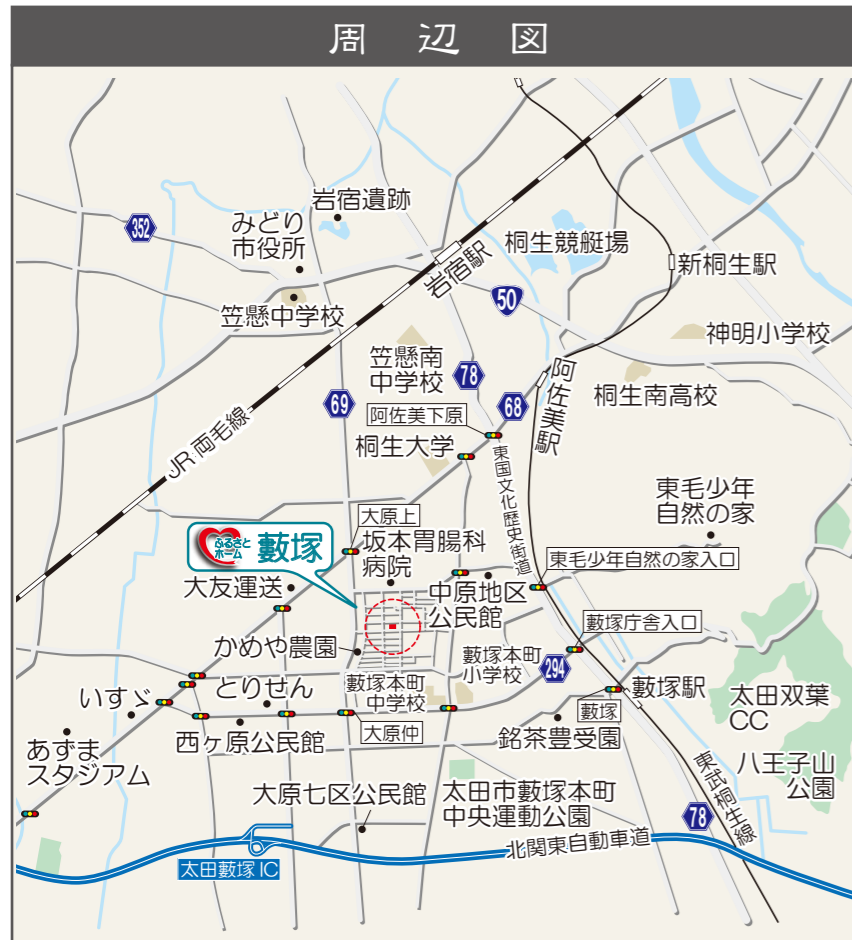 周辺図
岩宿遺跡
352
みどり
市役所
岩宿駅
桐生競艇場
新桐生駅
50
笠懸中学校
神明小学校
笠懸南
中学校
78
阿佐美駅
桐生南高校
69
68
阿佐美下原
JR両毛線
桐生大学
東国文化歴史街道
東毛少年
自然の家
大原上
ふるさと
ホーム
藪塚
坂本胃腸科
病院
東毛少年自然の家入口
大友運送
中原地区
公民館
藪塚庁舎入口
かめや農園
藪塚本町
小学校
294
いすゞ
とりせん
藪塚本町
中学校
藪塚駅
太田双葉
CC
藪塚
大原仲
西ヶ原公民館
銘茶豊受園
あずま
スタジアム
八王子山
公園
東武桐生線
大原七区公民館
太田市藪塚本町
中央運動公園
78
北関東自動車道
太田藪塚IC